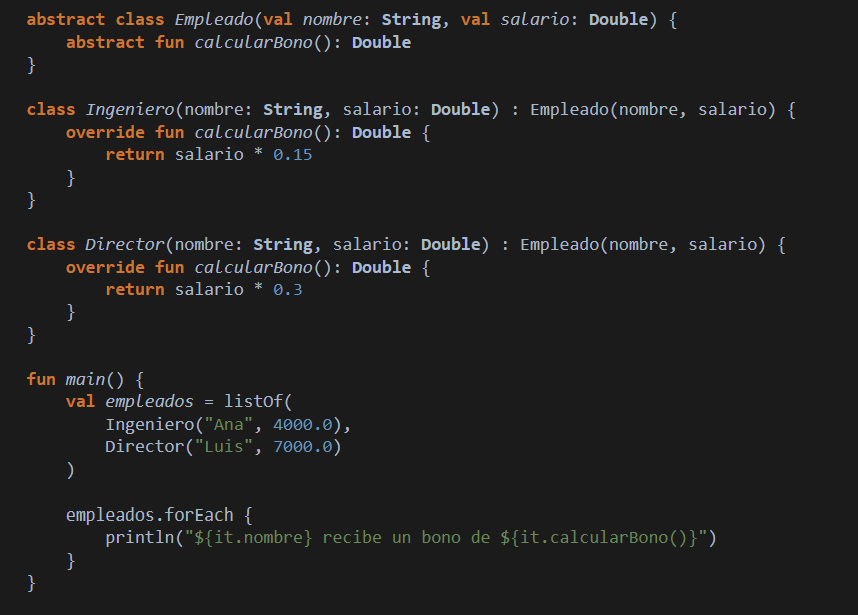 abstract class Empleado(val nombre: String, val salario: Double) {
    abstract fun calcularBono(): Double
}

class Ingeniero(nombre: String, salario: Double) : Empleado(nombre, salario) {
    override fun calcularBono(): Double {
        return salario * 0.15
    }
}

class Director(nombre: String, salario: Double) : Empleado(nombre, salario) {
    override fun calcularBono(): Double {
        return salario * 0.3
    }
}

fun main() {
    val empleados = listOf(
        Ingeniero("Ana", 4000.0),
        Director("Luis", 7000.0)
    )

    empleados.forEach {
        println("${it.nombre} recibe un bono de ${it.calcularBono()}")
    }
}